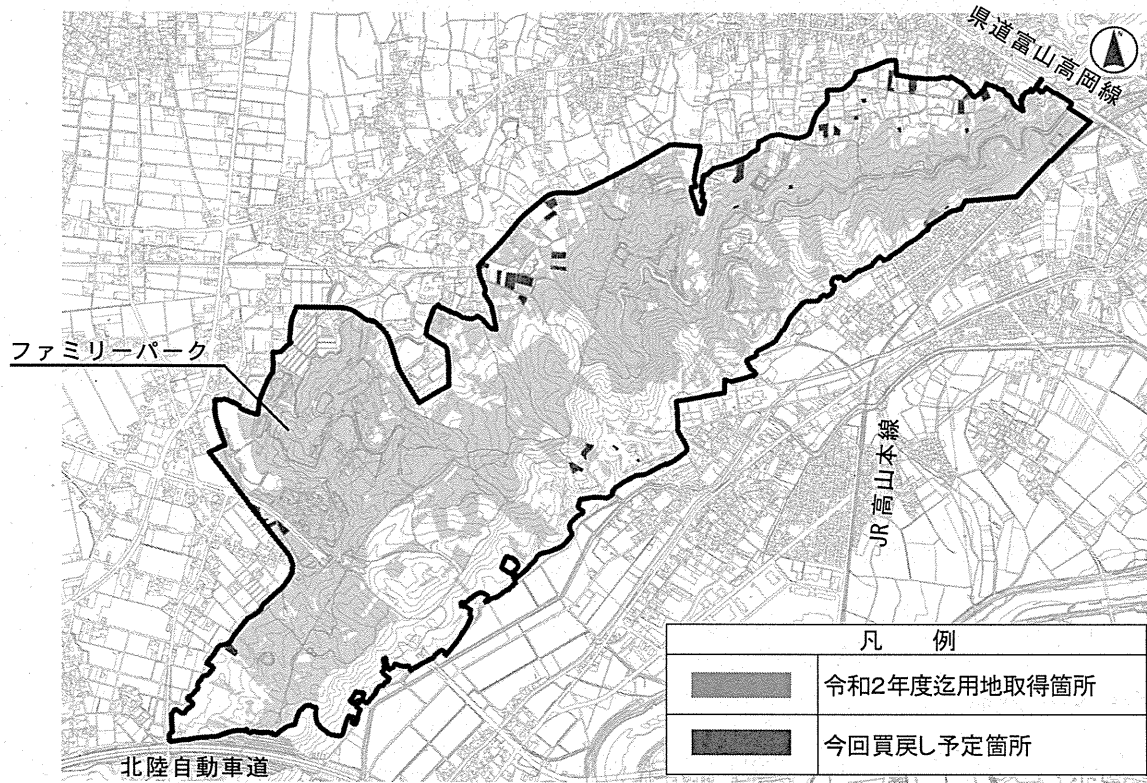 県道富山高岡線
ファミリーパーク
JR高山本線
北陸自動車道
凡 例
令和2年度迄用地取得箇所
今回買戻し予定箇所